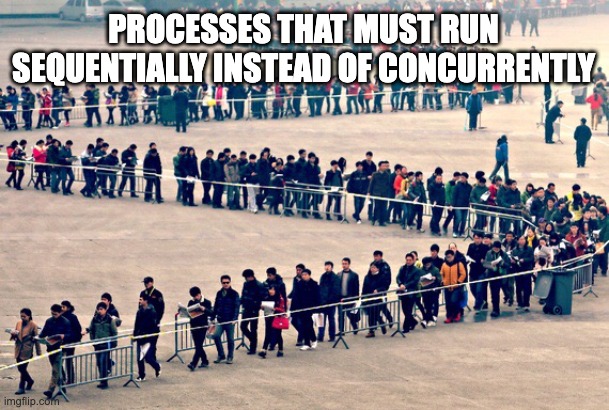 PROCESSES THAT MUST RUN
SEQUENTIALLY INSTEAD OF CONCURRENTLY
imgflip.com